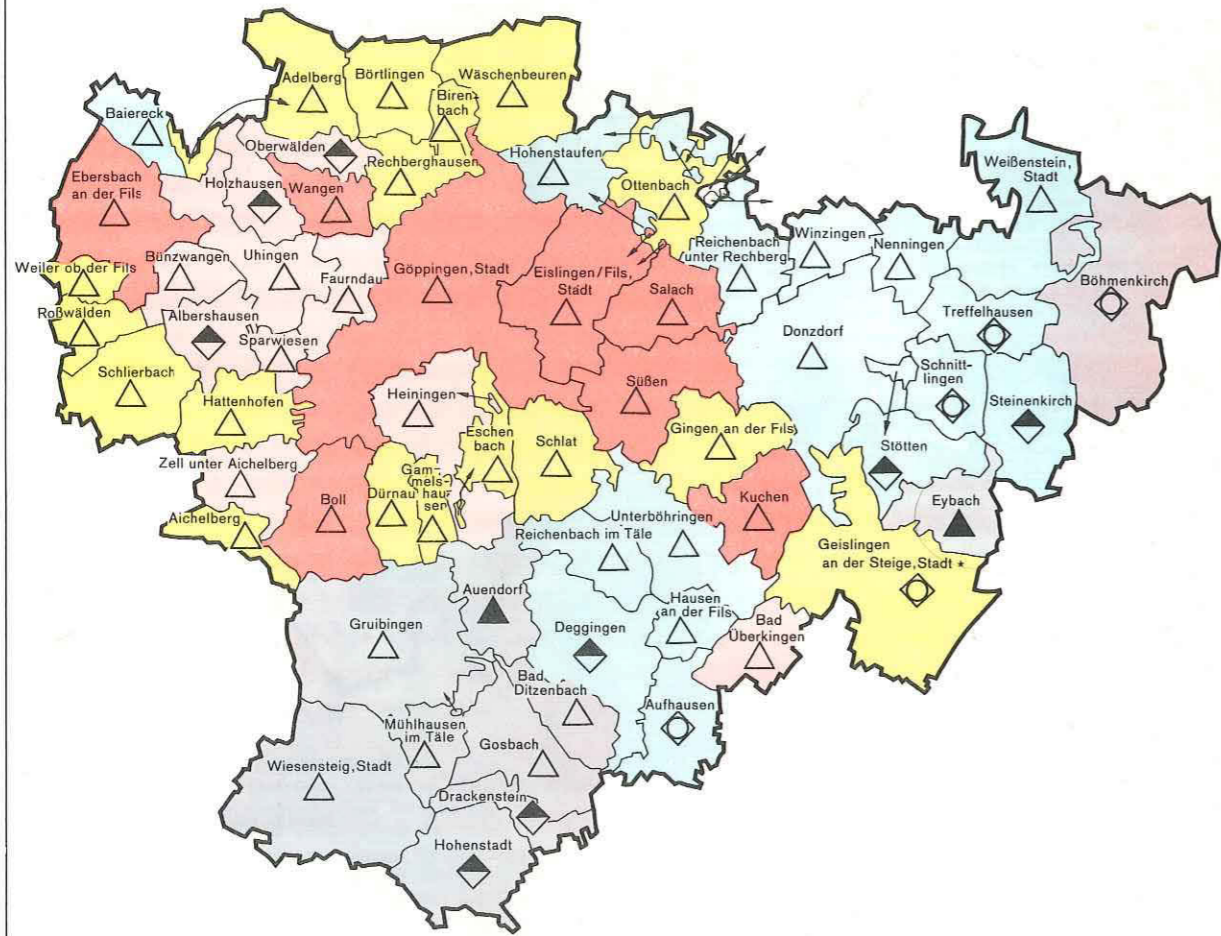 Adelberg
Börtlingen
Wäschenbeuren
Biren-
bach
Baiereck
Oberwälden
Rechberghausen
Hohenstaufen
Ottenbach
Weißenstein,
Stadt
Ebersbach
an der Fils
Holzhausen
Wangen
Reichenbach
unter Rechberg
Winzingen
Nenningen
Weiler ob der Fils
Bünzwangen
Uhingen
Faurndau
Göppingen, Stadt
Eislingen/Fils,
Stadt
Salach
Böhmenkirch
Roßwälden
Albershausen
Sparwiesen
Donzdorf
Treffelhausen
Schnitt-
lingen
Schlierbach
Hattenhofen
Heiningen
Süßen
Steinenkirch
Eschen
bach
Schlat
Gingen an der Fils
Stötten
Zell unter Aichelberg
Boll
Dürnau
Gam-
mels-
hau-
sen
Kuchen
Eybach
Aichelberg
Reichenbach im Täle
Unterböhringen
Geislingen
an der Steige, Stadt *
Auendorf
Hausen
an der Fils
Gruibingen
Deggingen
Bad
Überkingen
Bad
Ditzenbach
Aufhausen
Mühlhausen
im Täle
Gosbach
Wiesensteig, Stadt
Drackenstein
Hohenstadt